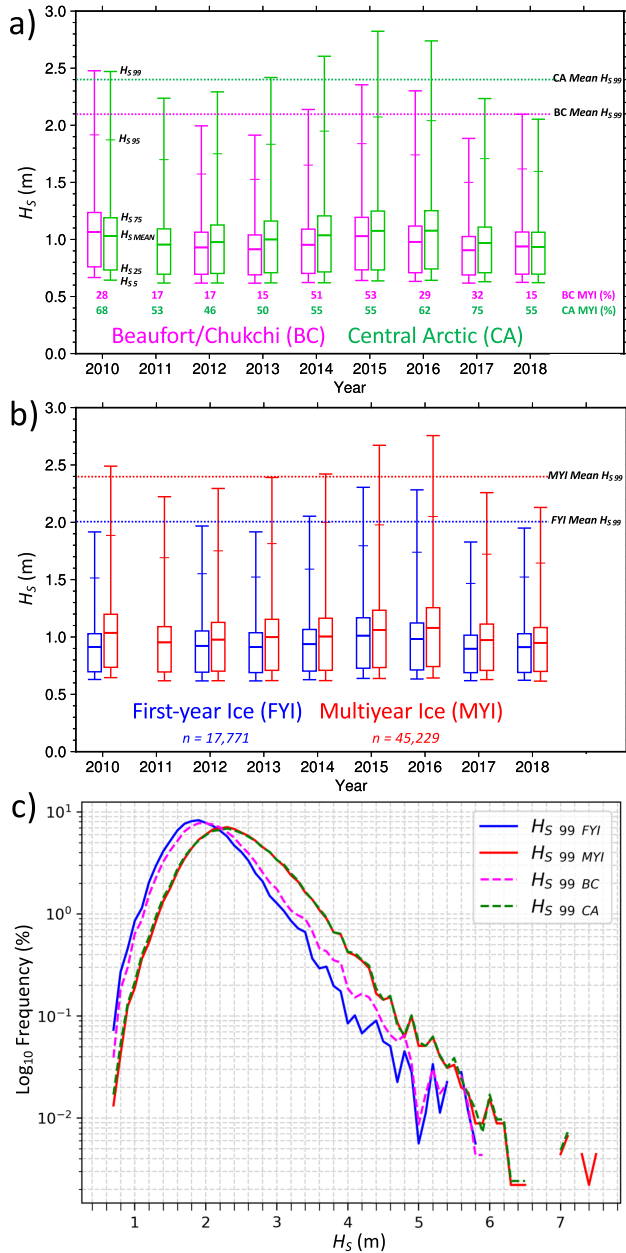 a)
3.0
2.5
2.0
1.5
1.0
0.5
0.0
H_S (m)
H_S 99
H_S 95
H_S 75
H_S MEAN
H_S 25
H_S 5
CA Mean H_S 99
BC Mean H_S 99
28 17 17 15 51 53 29 32 15 BC MYI (%)
68 53 46 50 55 55 62 75 55 CA MYI (%)
Beaufort/Chukchi (BC) Central Arctic (CA)
2010 2011 2012 2013 2014 2015 2016 2017 2018
Year
b)
3.0
2.5
2.0
1.5
1.0
0.5
0.0
H_S (m)
MYI Mean H_S 99
FYI Mean H_S 99
First-year Ice (FYI) Multiyear Ice (MYI)
n = 17,771 n = 45,229
2010 2011 2012 2013 2014 2015 2016 2017 2018
Year
c)
10¹
10⁰
10⁻¹
10⁻²
Log₁₀ Frequency (%)
H_S 99 FYI
H_S 99 MYI
H_S 99 BC
H_S 99 CA
1 2 3 4 5 6 7
H_S (m)